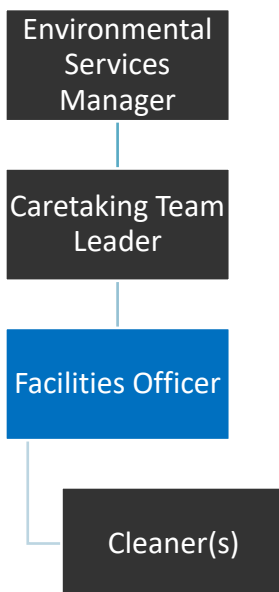 Environmental
Services
Manager
Caretaking Team
Leader
Facilities Officer
Cleaner(s)